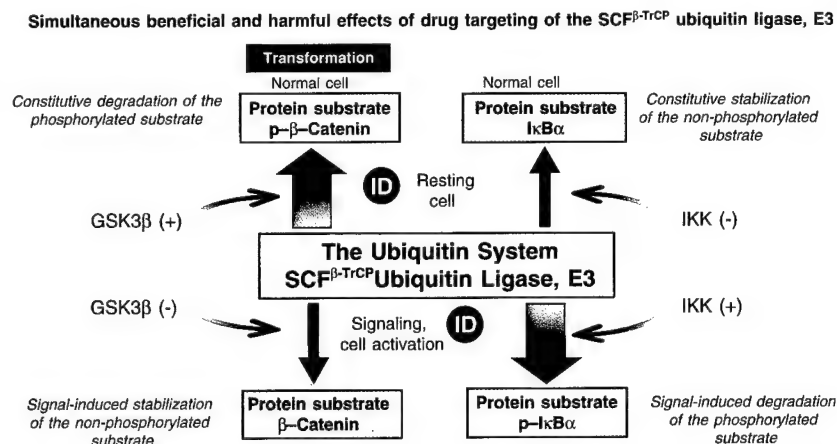 Simultaneous beneficial and harmful effects of drug targeting of the SCFβ-TrCP ubiquitin ligase, E3
Transformation
Normal cell
Normal cell
Constitutive degradation of the
phosphorylated substrate
Protein substrate
p–β–Catenin
Protein substrate
IκBα
Constitutive stabilization
of the non-phosphorylated
substrate
ID
Resting
cell
GSK3β (+)
IKK (-)
The Ubiquitin System
SCFβ-TrCP Ubiquitin Ligase, E3
GSK3β (-)
Signaling,
cell activation
ID
IKK (+)
Signal-induced stabilization
of the non-phosphorylated
substrate
Protein substrate
β–Catenin
Protein substrate
p–IκBα
Signal-induced degradation
of the phosphorylated
substrate